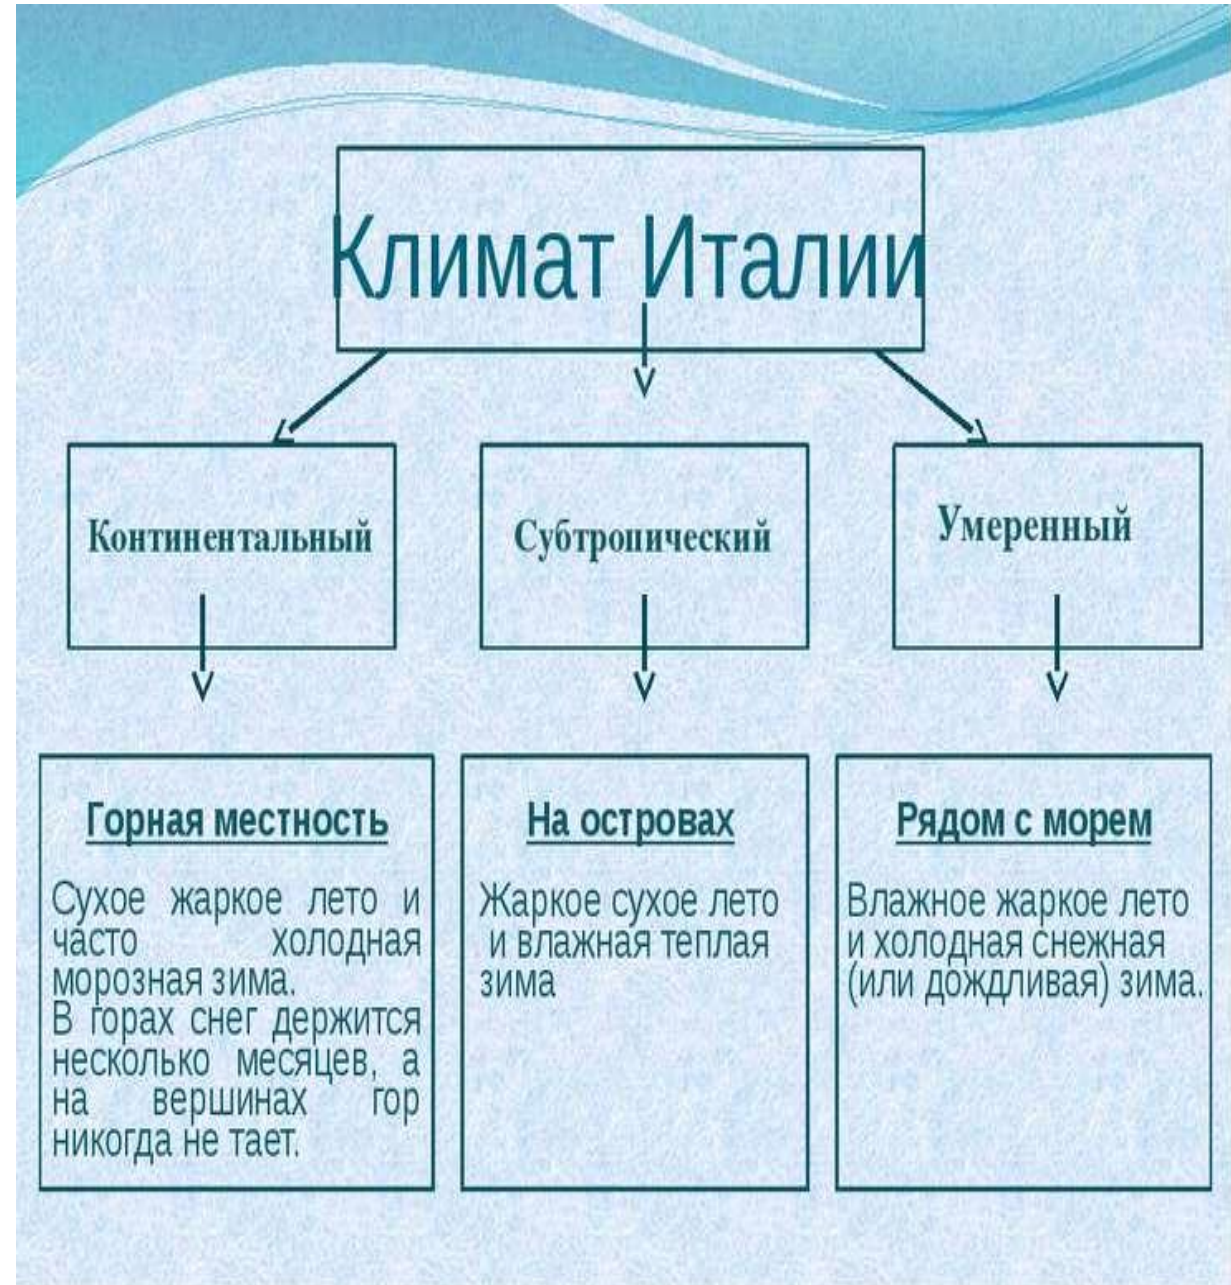 Климат Италии
Континентальный
Субтропический
Умеренный
Горная местность
Сухое жаркое лето и
часто холодная
морозная зима.
В горах снег держится
несколько месяцев, а
на вершинах гор
никогда не тает.
На островах
Жаркое сухое лето
и влажная теплая
зима
Рядом с морем
Влажное жаркое лето
и холодная снежная
(или дождливая) зима.